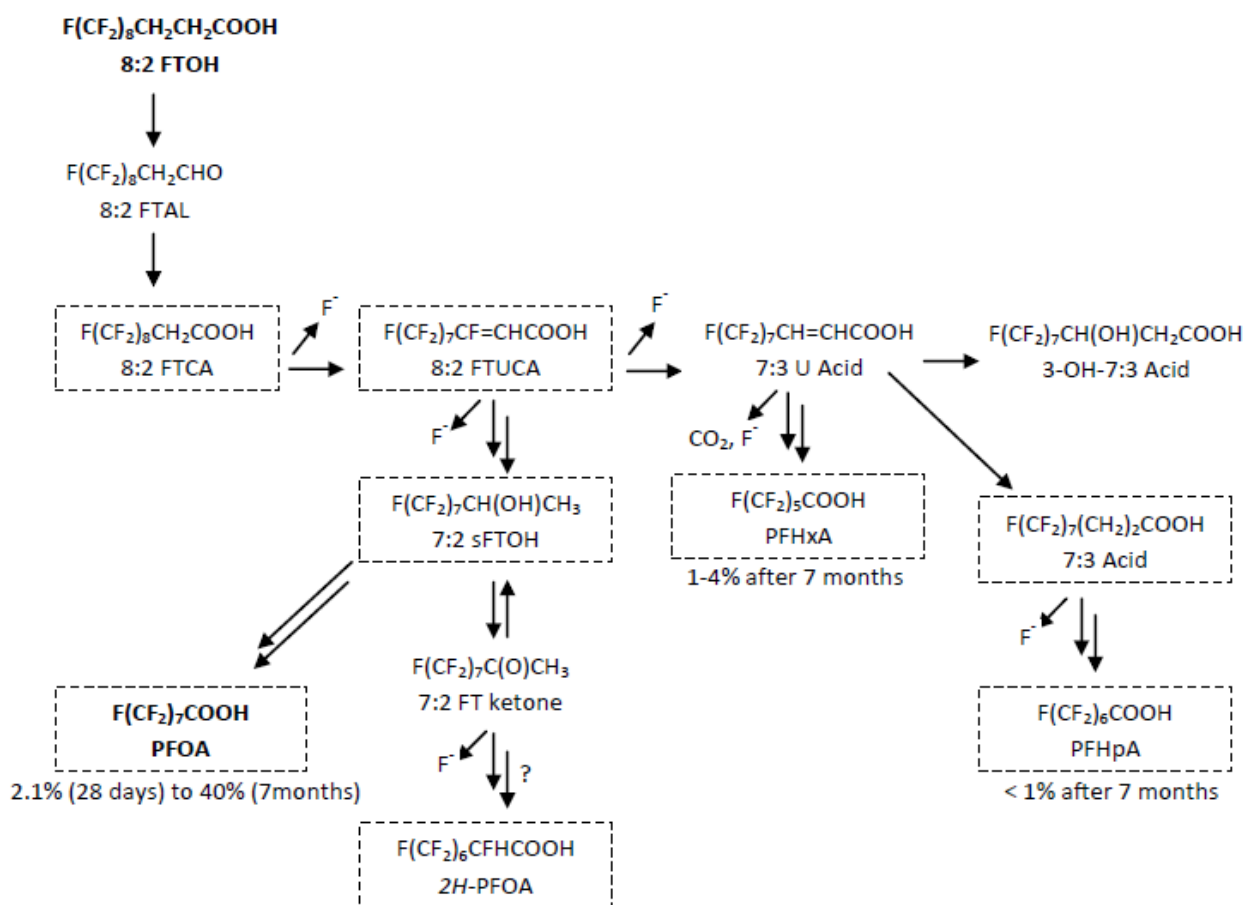 F(CF₂)₈CH₂CH₂COOH
8:2 FTOH
F(CF₂)₈CH₂CHO
8:2 FTAL
F⁻
F⁻
F(CF₂)₈CH₂COOH
8:2 FTCA
F(CF₂)₇CF=CHCOOH
8:2 FTUCA
F(CF₂)₇CH=CHCOOH
7:3 U Acid
F(CF₂)₇CH(OH)CH₂COOH
3-OH-7:3 Acid
F⁻
CO₂, F⁻
F(CF₂)₇CH(OH)CH₃
7:2 sFTOH
F(CF₂)₅COOH
PFHxA
1-4% after 7 months
F(CF₂)₇(CH₂)₂COOH
7:3 Acid
F⁻
F(CF₂)₇C(O)CH₃
7:2 FT ketone
F(CF₂)₇COOH
PFOA
2.1% (28 days) to 40% (7months)
F(CF₂)₆COOH
PFHpA
< 1% after 7 months
F⁻
?
F(CF₂)₆CFHCOOH
2H-PFOA